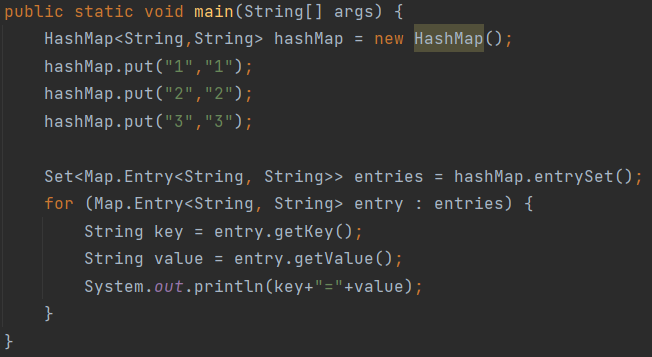 public static void main(String[] args) {
    HashMap<String,String> hashMap = new HashMap();
    hashMap.put("1","1");
    hashMap.put("2","2");
    hashMap.put("3","3");

    Set<Map.Entry<String, String>> entries = hashMap.entrySet();
    for (Map.Entry<String, String> entry : entries) {
        String key = entry.getKey();
        String value = entry.getValue();
        System.out.println(key+"="+value);
    }
}